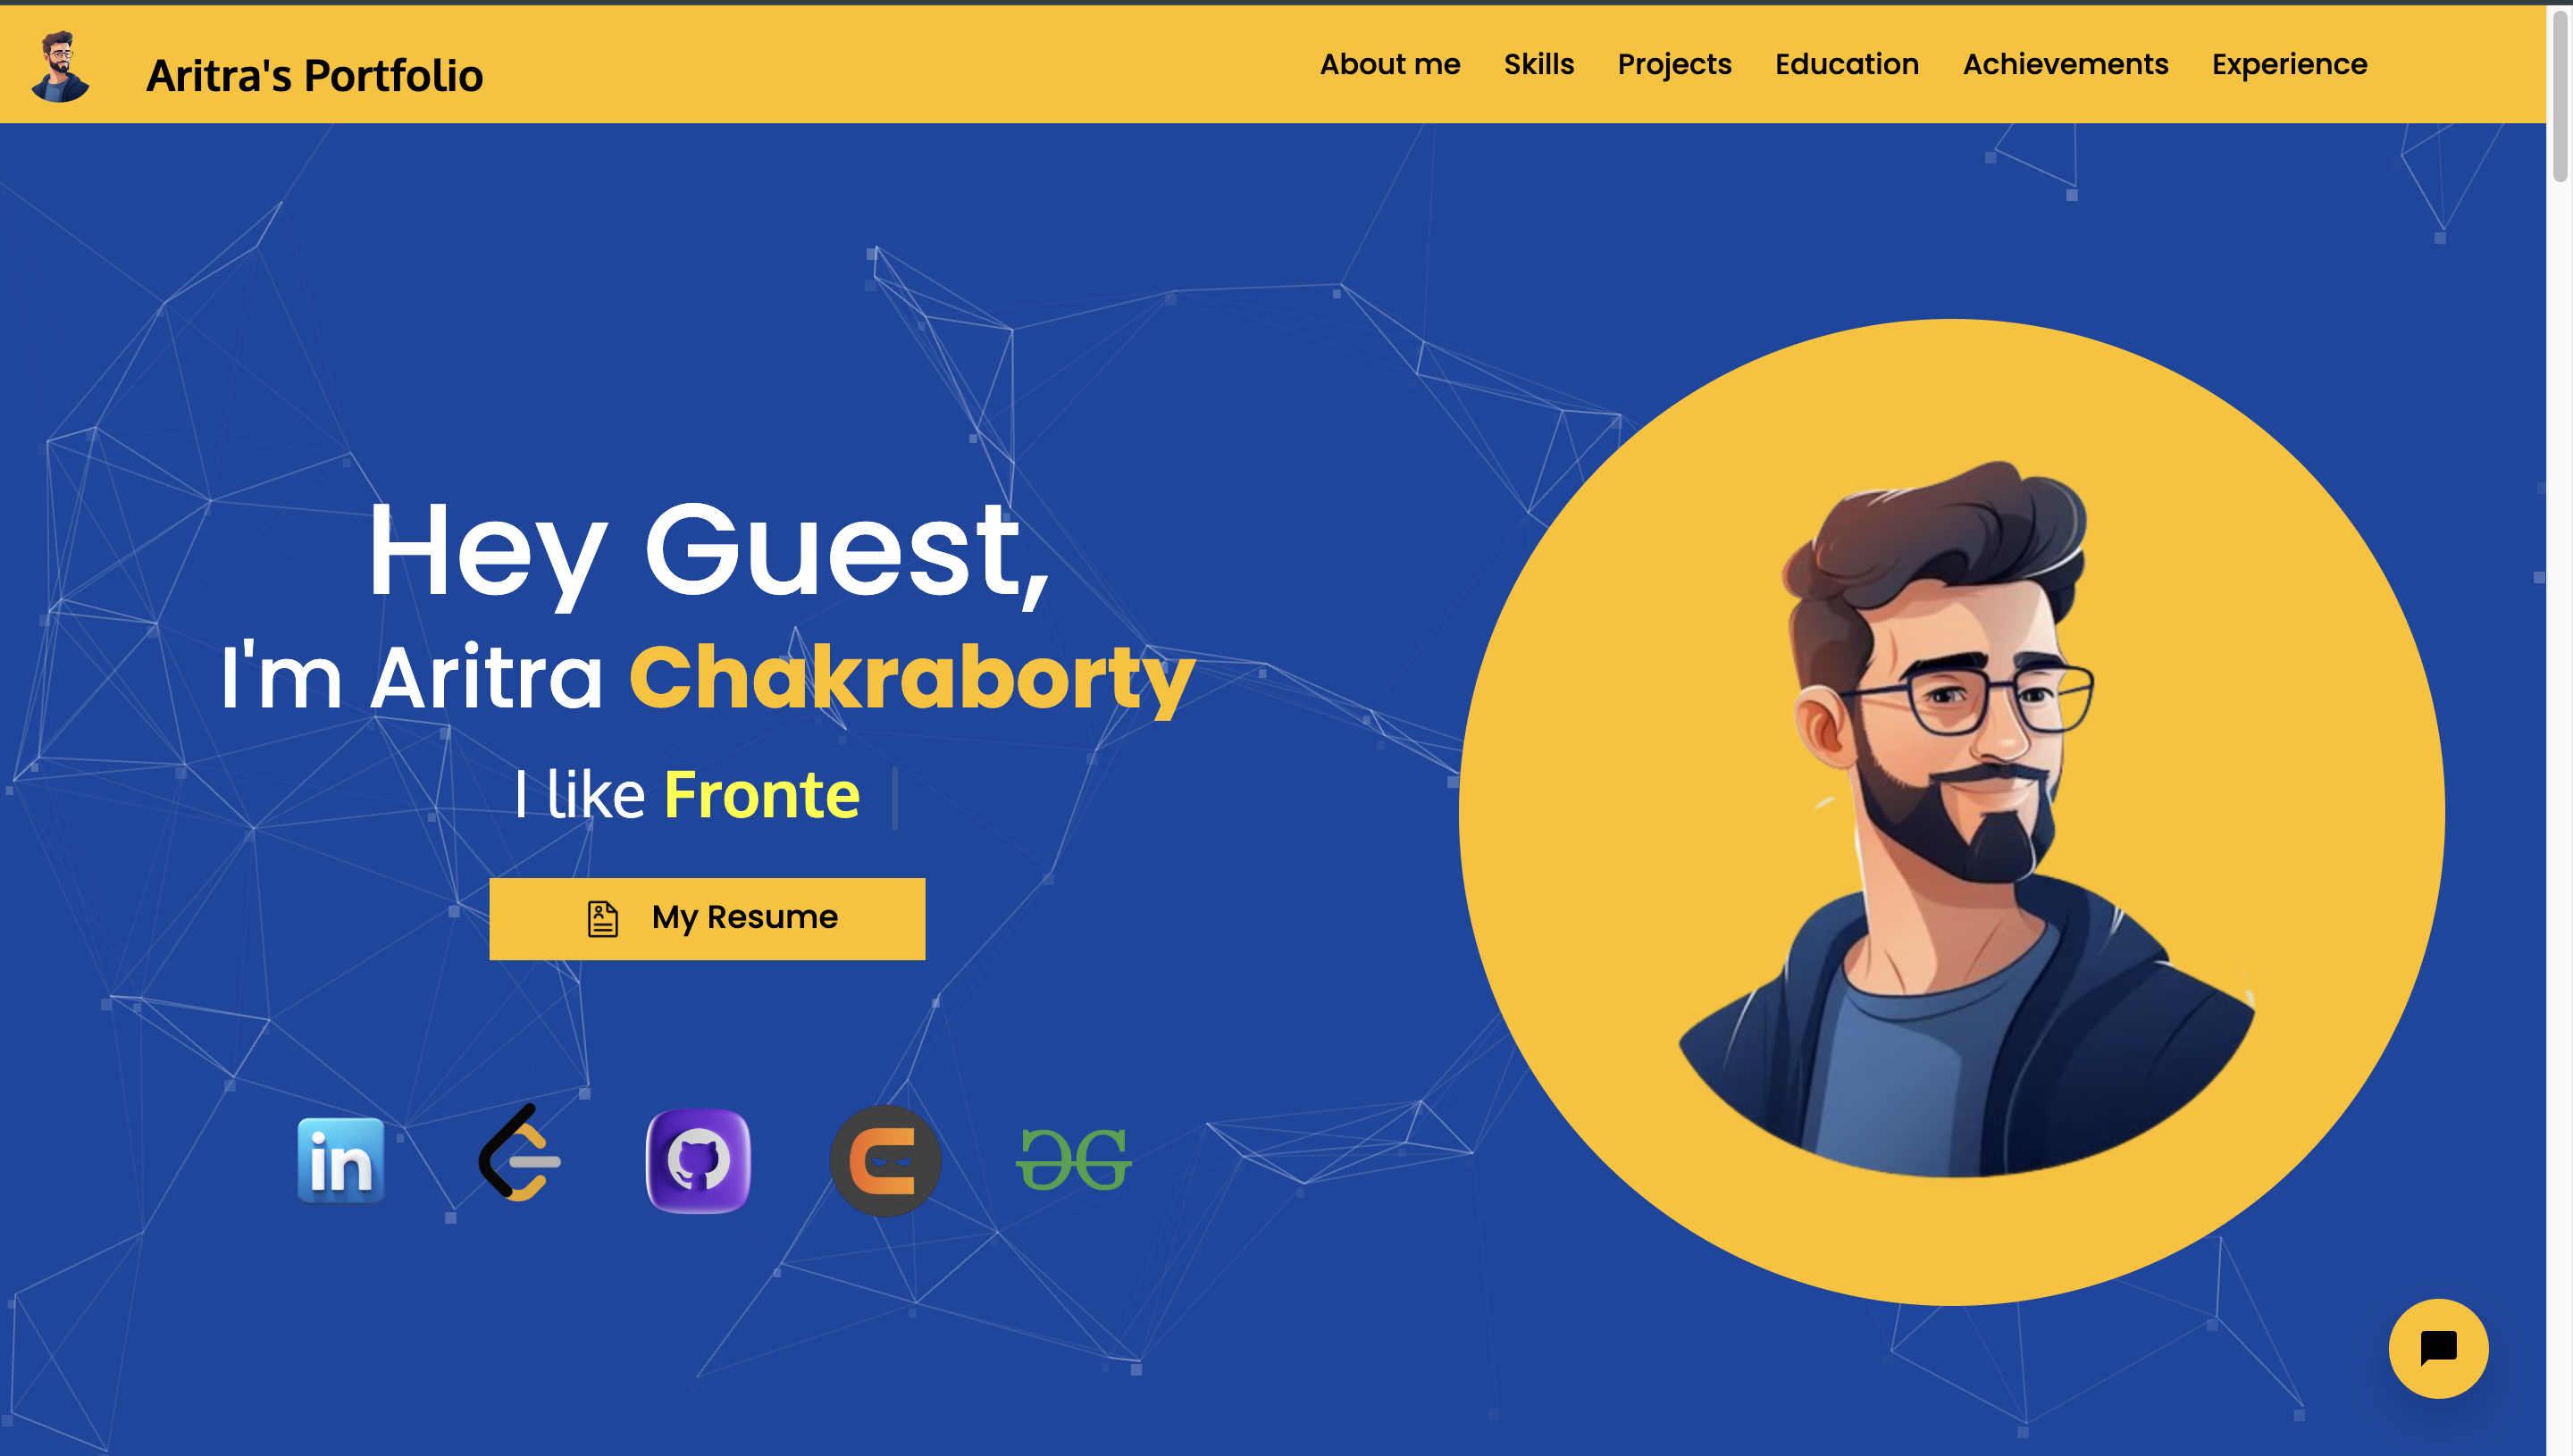 Aritra's Portfolio
About me Skills Projects Education Achievements Experience
Hey Guest,
I'm Aritra Chakraborty
I like Fronte
My Resume
in